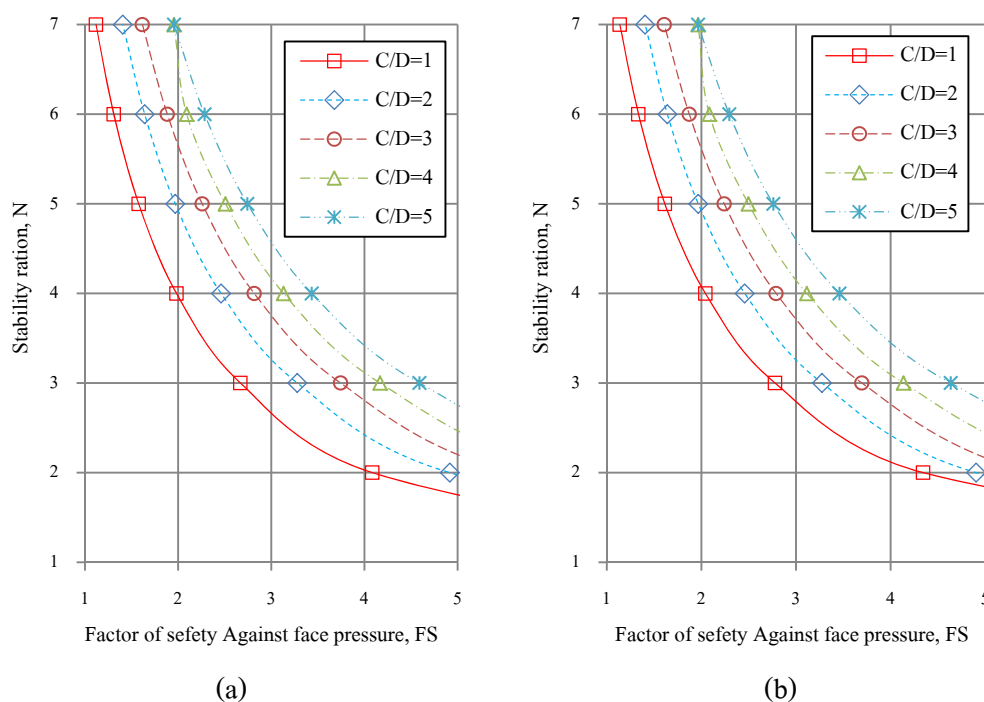 7
6
5
4
3
2
1
Stability ration, N
C/D=1
C/D=2
C/D=3
C/D=4
C/D=5
1 2 3 4 5
Factor of sefety Against face pressure, FS
(a)
7
6
5
4
3
2
1
Stability ration, N
C/D=1
C/D=2
C/D=3
C/D=4
C/D=5
1 2 3 4 5
Factor of sefety Against face pressure, FS
(b)